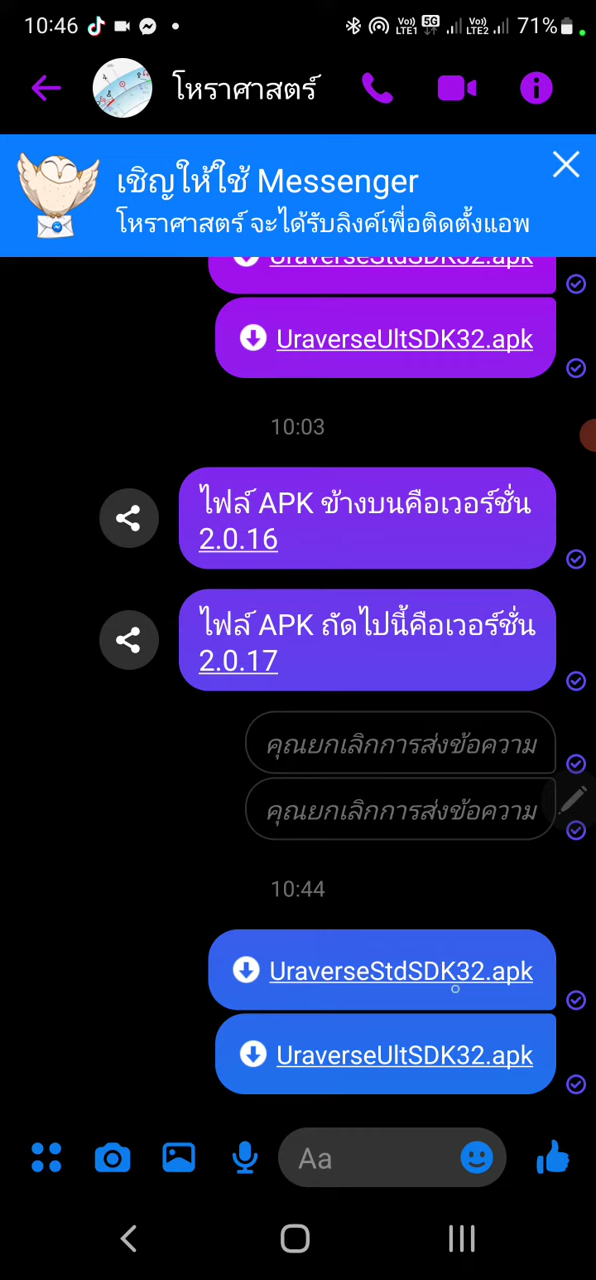 10:46
Vo) LTE1 5G Vo) LTE2 71%
โหราศาสตร์
เชิญให้ใช้ Messenger
โหราศาสตร์ จะได้รับลิงค์เพื่อติดตั้งแอพ
UraverseStdSDK32.apk
UraverseUltSDK32.apk
10:03
ไฟล์ APK ข้างบนคือเวอร์ชั่น
2.0.16
ไฟล์ APK ถัดไปนี้คือเวอร์ชั่น
2.0.17
คุณยกเลิกการส่งข้อความ
คุณยกเลิกการส่งข้อความ
10:44
UraverseStdSDK32.apk
UraverseUltSDK32.apk
Aa